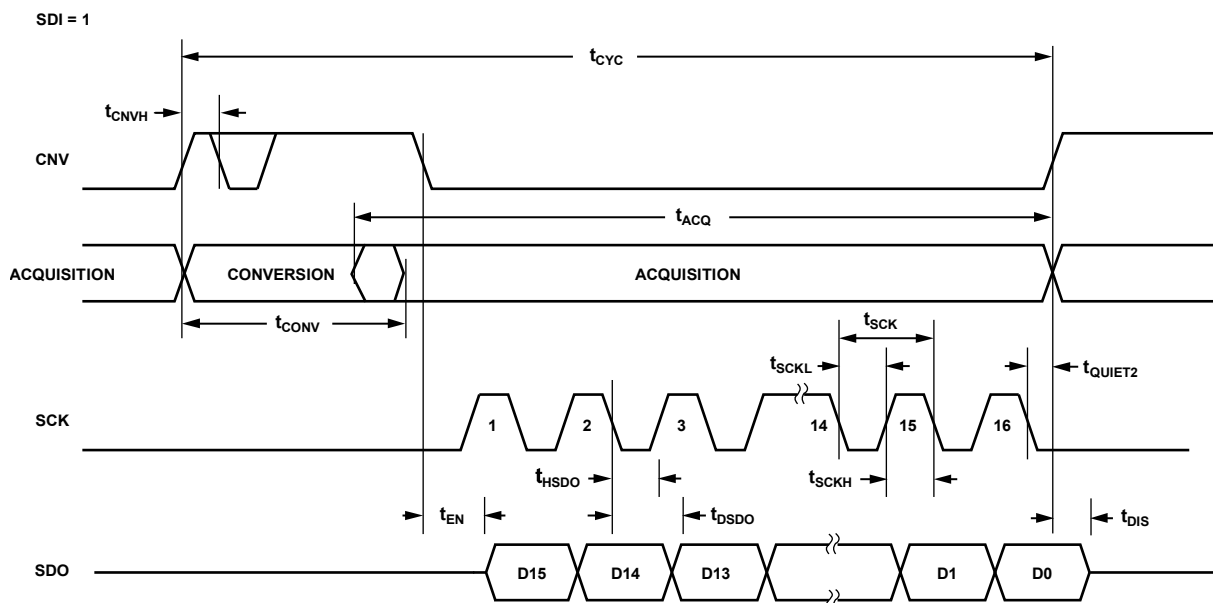 SDI = 1
tCYC
tCNVH
CNV
tACQ
ACQUISITION CONVERSION ACQUISITION
tCONV
tSCK
tSCKL
tQUIET2
SCK
1 2 3 14 15 16
tHSDO
tSCKH
tEN
tDSDO
tDIS
SDO
D15 D14 D13 D1 D0